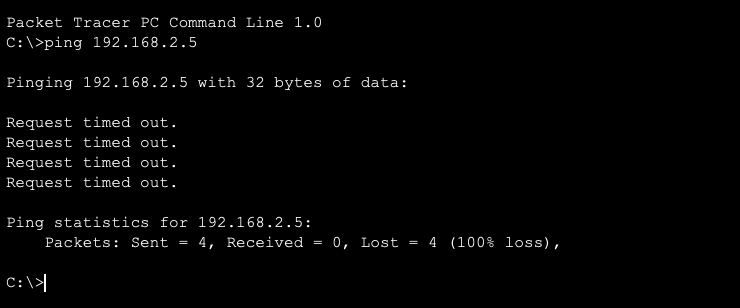 Packet Tracer PC Command Line 1.0
C:\>ping 192.168.2.5
Pinging 192.168.2.5 with 32 bytes of data:
Request timed out.
Request timed out.
Request timed out.
Request timed out.
Ping statistics for 192.168.2.5:
    Packets: Sent = 4, Received = 0, Lost = 4 (100% loss),
C:\>